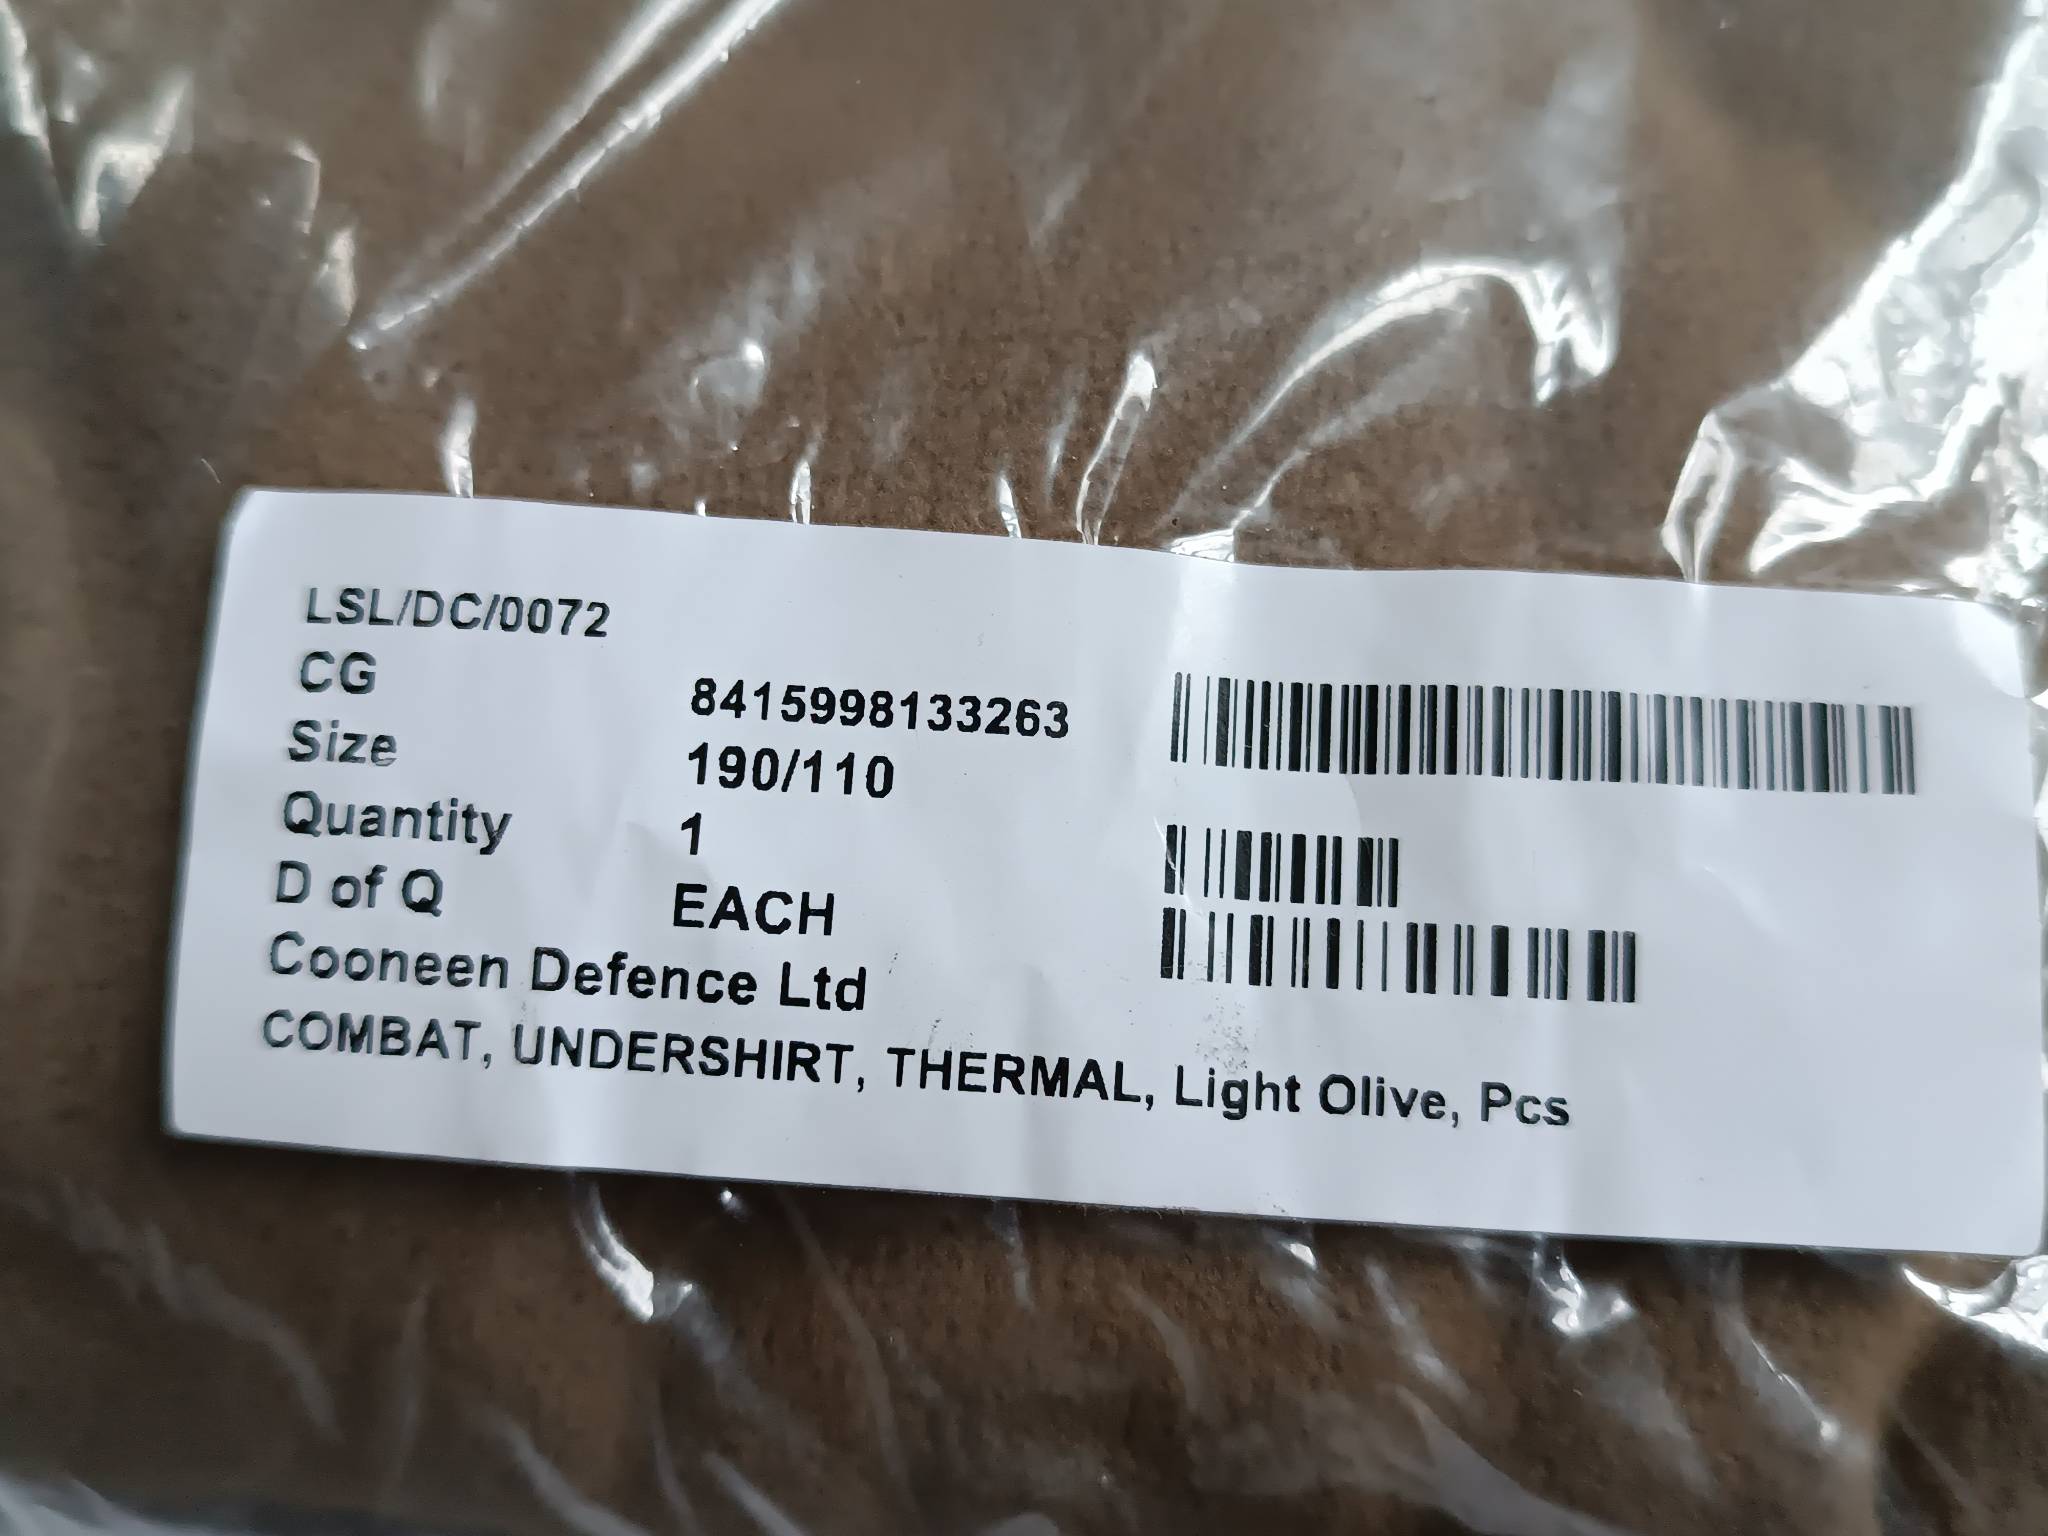 LSL/DC/0072
CG 8415998133263
Size 190/110
Quantity 1
D of Q EACH
Cooneen Defence Ltd
COMBAT, UNDERSHIRT, THERMAL, Light Olive, Pcs